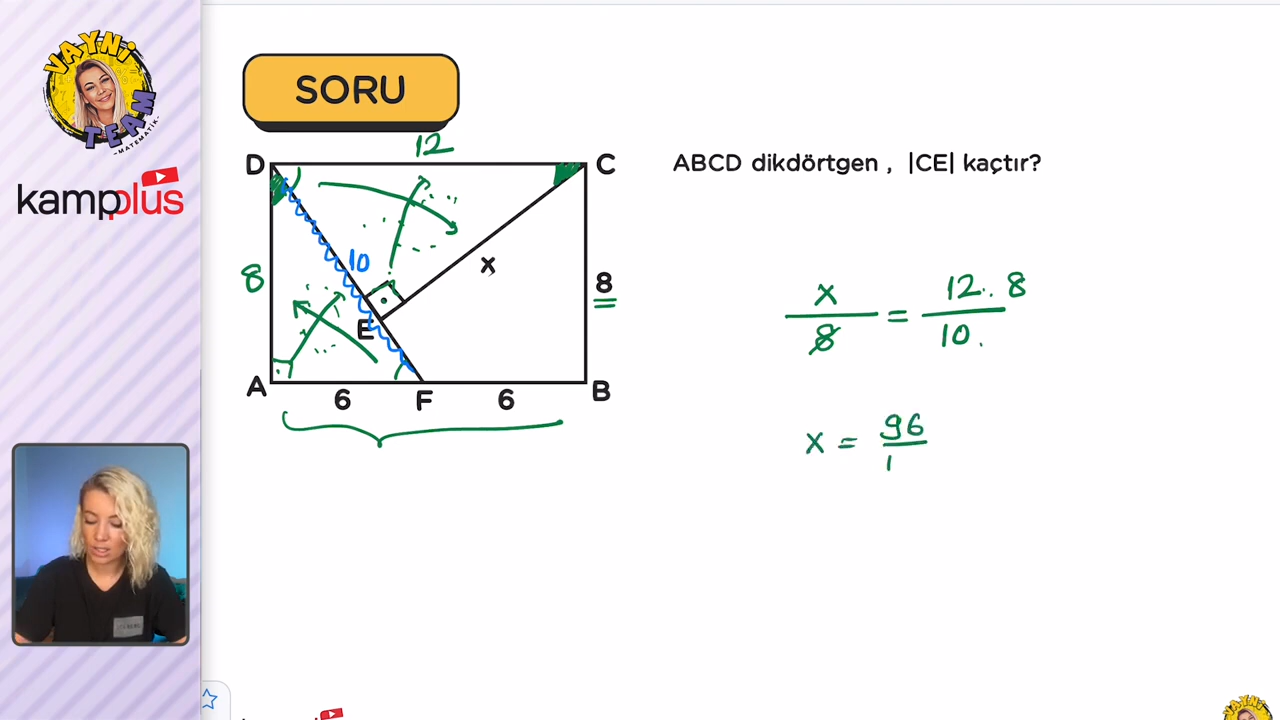 VAYNi
TEAM
-MATEMATİK-
kampplus
SORU
12
D
C
ABCD dikdörtgen , |CE| kaçtır?
8
10
x
8
E
x/8 = 12.8/10
A
6
F
6
B
x = 96/1